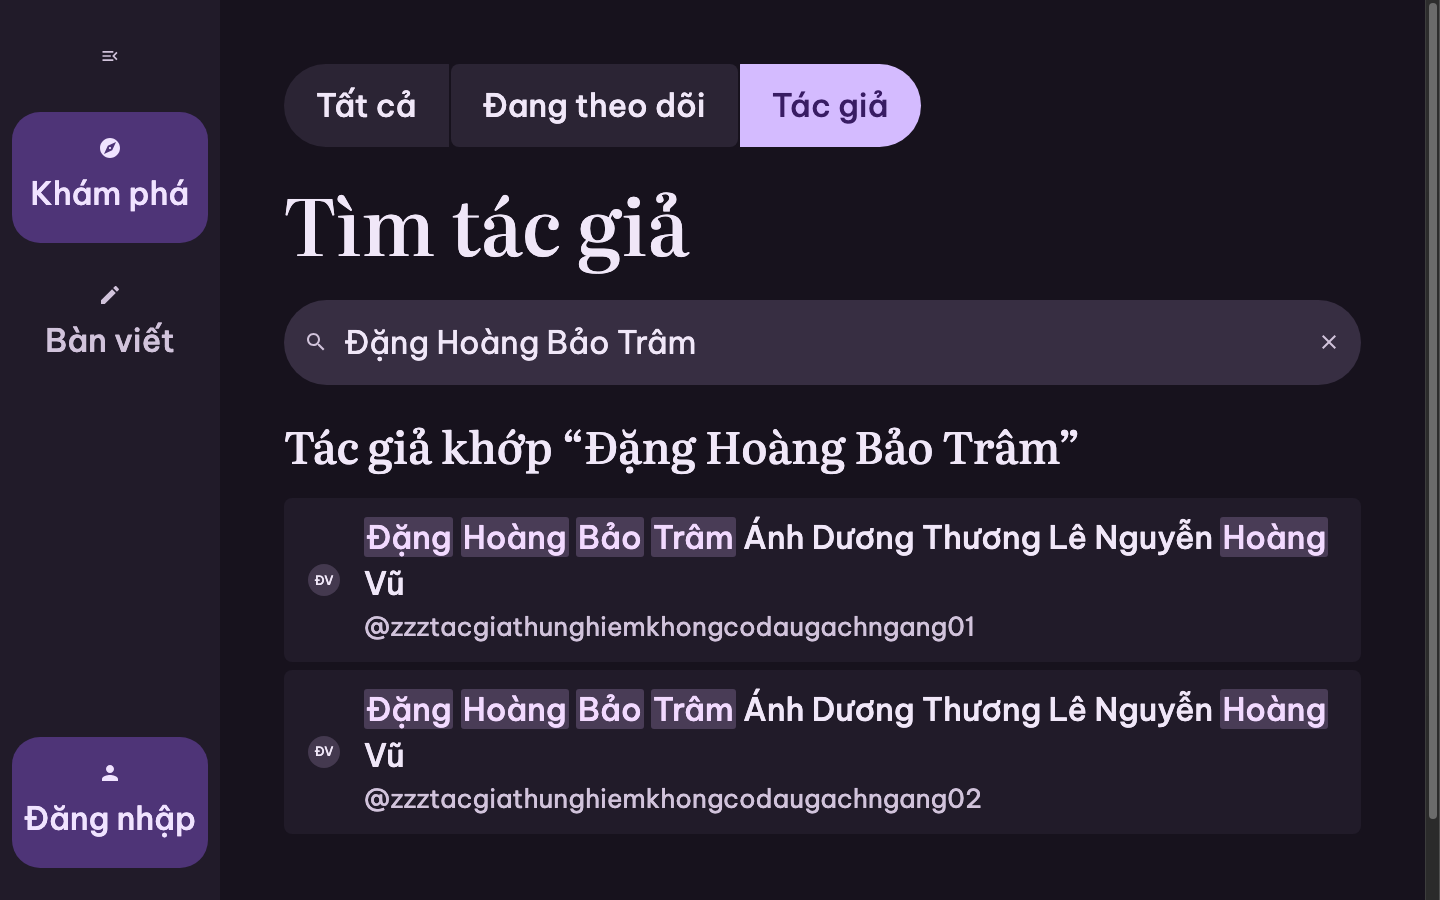 Khám phá
Bàn viết
Đăng nhập
Tất cả
Đang theo dõi
Tác giả
Tìm tác giả
Đặng Hoàng Bảo Trâm
Tác giả khớp “Đặng Hoàng Bảo Trâm”
ĐV
Đặng Hoàng Bảo Trâm Ánh Dương Thương Lê Nguyễn Hoàng
Vũ
@zzztacgiathunghiemkhongcodaugachngang01
ĐV
Đặng Hoàng Bảo Trâm Ánh Dương Thương Lê Nguyễn Hoàng
Vũ
@zzztacgiathunghiemkhongcodaugachngang02